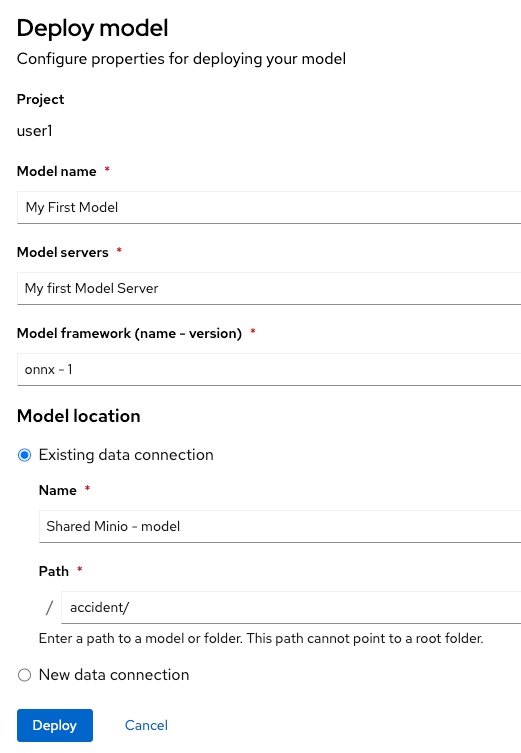 Deploy model
Configure properties for deploying your model
Project
user1
Model name *
My First Model
Model servers *
My first Model Server
Model framework (name - version) *
onnx - 1
Model location
Existing data connection
Name *
Shared Minio - model
Path *
/ accident/
Enter a path to a model or folder. This path cannot point to a root folder.
New data connection
Deploy Cancel